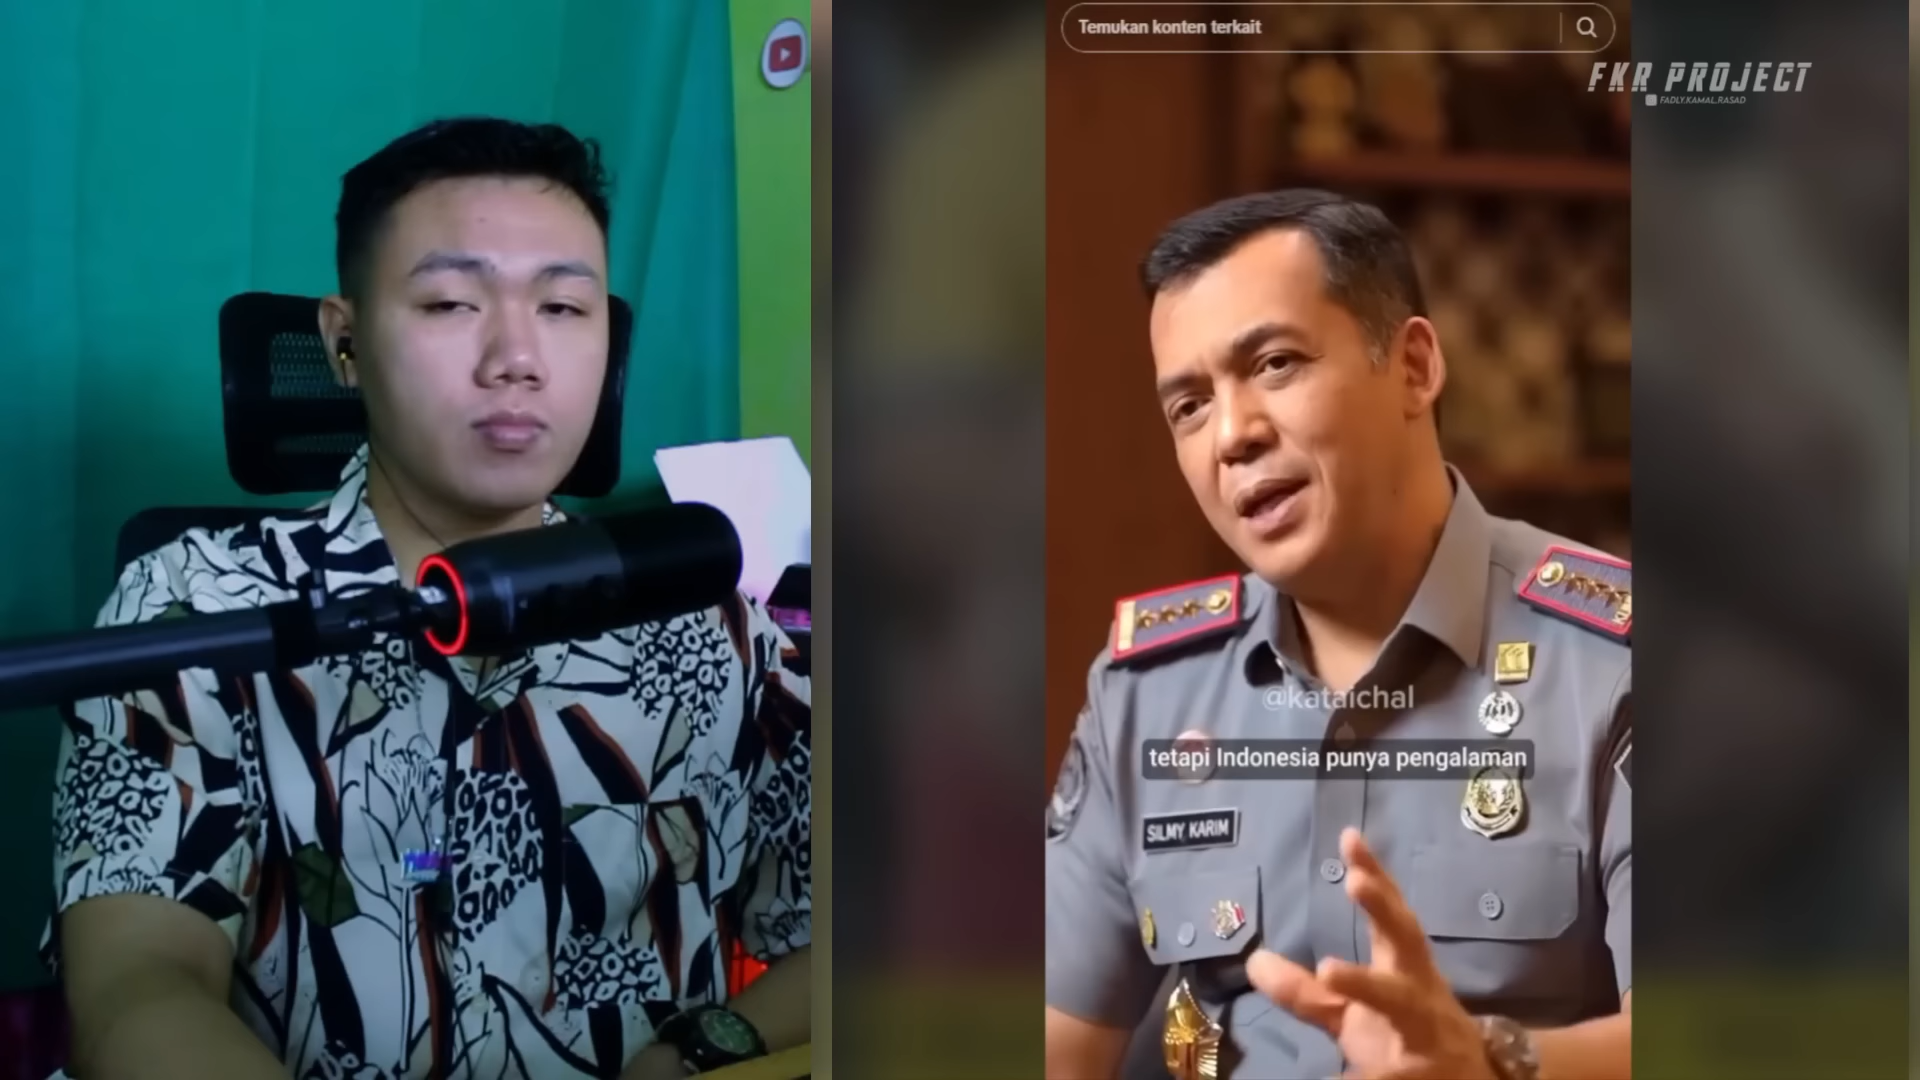 Temukan konten terkait
FKR PROJECT
FADLY.KAMAL.RASAD
@kataichal
tetapi Indonesia punya pengalaman
SILMY KARIM